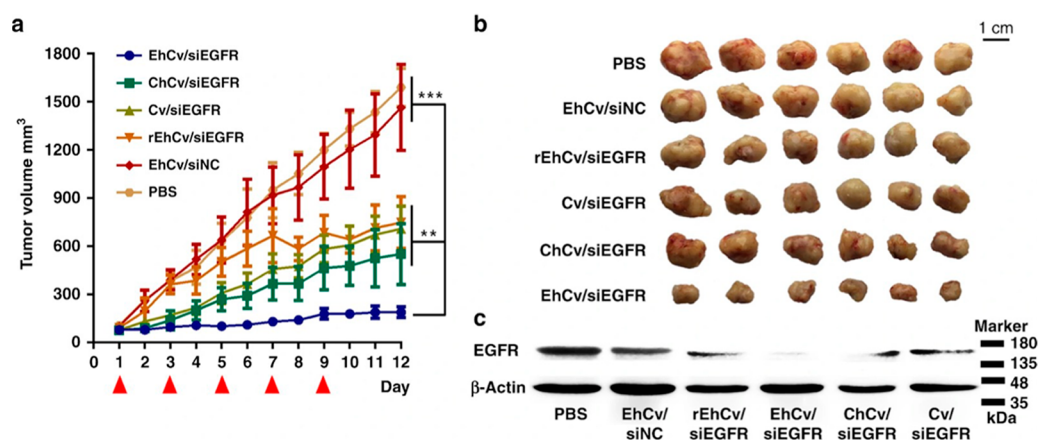 a
Tumor volume mm³
1800
1500
1200
900
600
300
0
0 1 2 3 4 5 6 7 8 9 10 11 12
Day
EhCv/siEGFR
ChCv/siEGFR
Cv/siEGFR
rEhCv/siEGFR
EhCv/siNC
PBS
***
**
b
1 cm
PBS
EhCv/siNC
rEhCv/siEGFR
Cv/siEGFR
ChCv/siEGFR
EhCv/siEGFR
c
EGFR
β-Actin
Marker
180
135
48
35
kDa
PBS
EhCv/
siNC
rEhCv/
siEGFR
EhCv/
siEGFR
ChCv/
siEGFR
Cv/
siEGFR